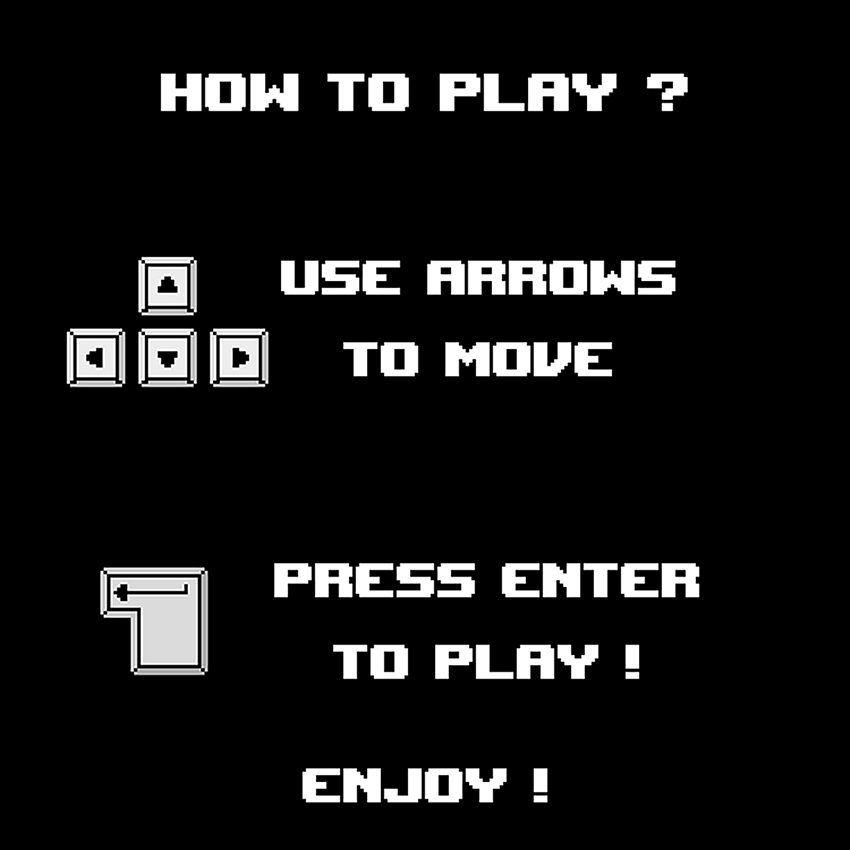 HOW TO PLAY ?
USE ARROWS
TO MOVE
PRESS ENTER
TO PLAY !
ENJOY !